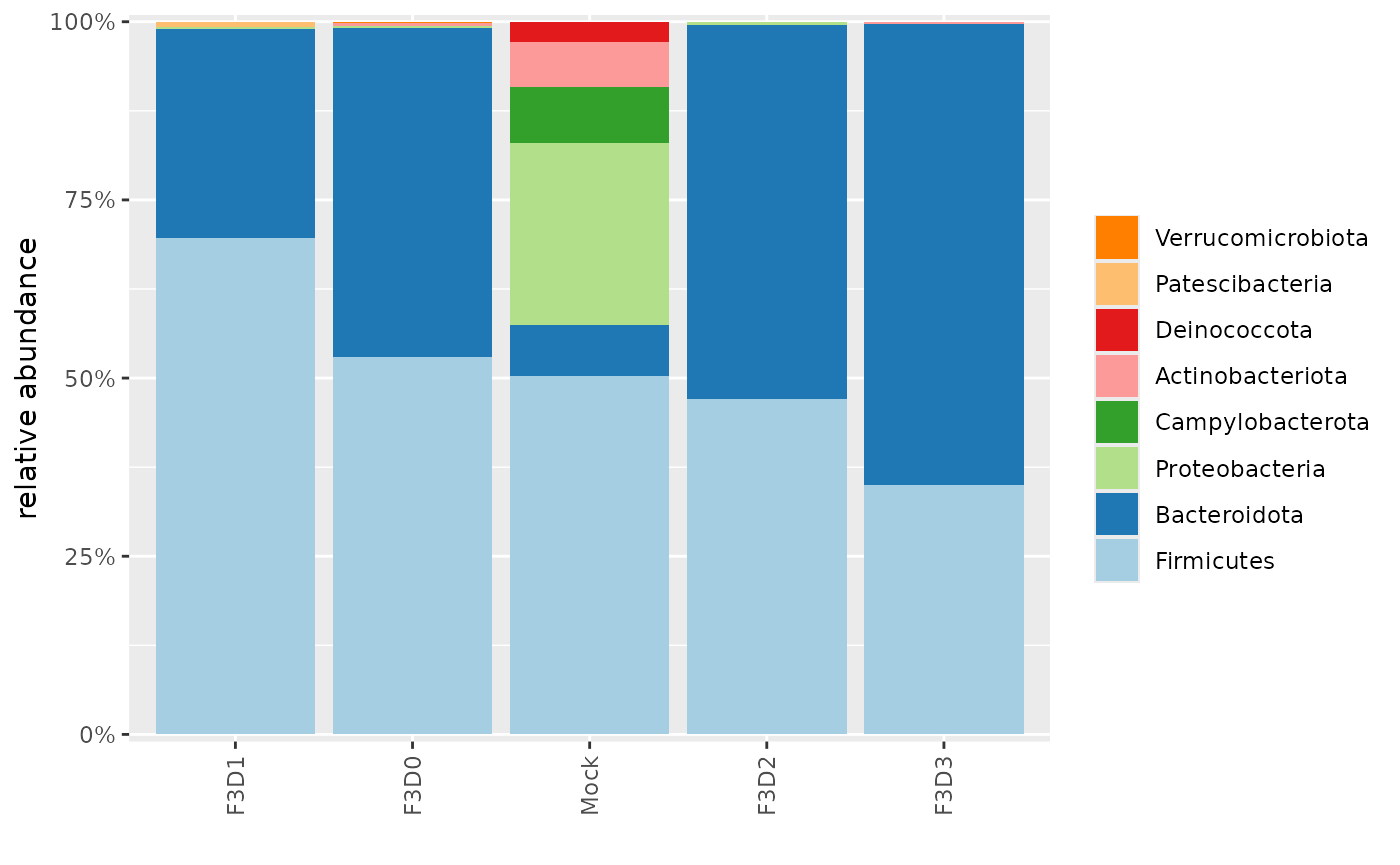 100%
75%
50%
25%
0%
relative abundance
F3D1
F3D0
Mock
F3D2
F3D3
Verrucomicrobiota
Patescibacteria
Deinococcota
Actinobacteriota
Campylobacterota
Proteobacteria
Bacteroidota
Firmicutes